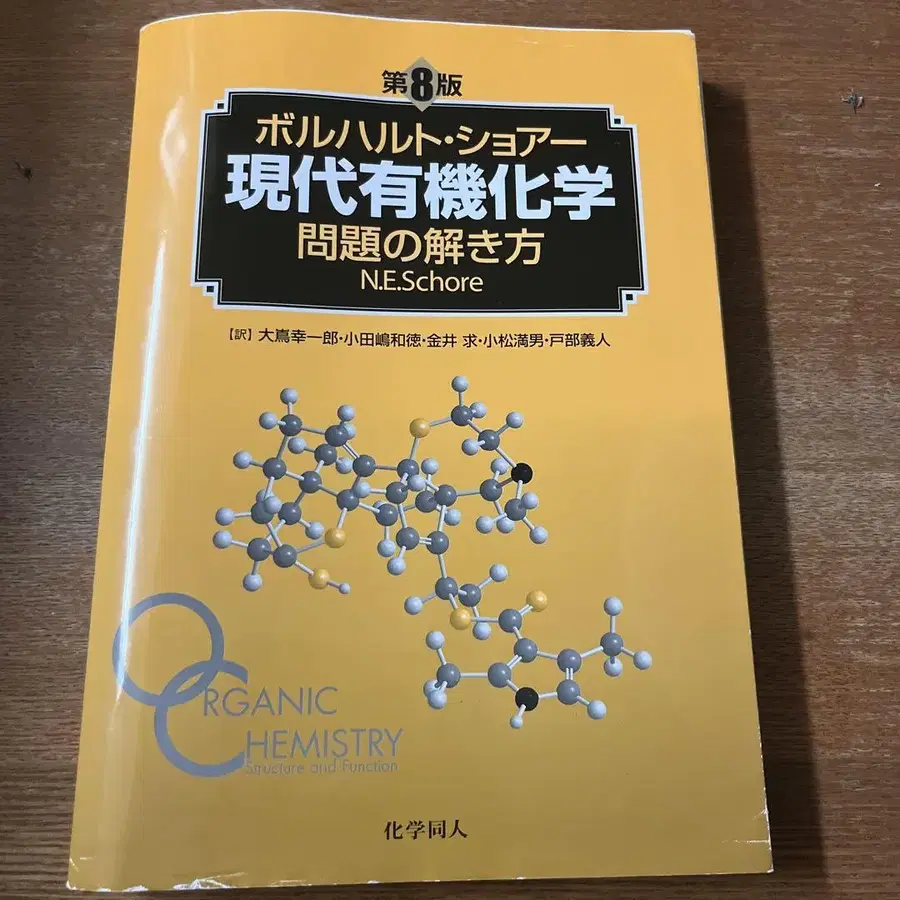 第8版
ボルハルト・ショアー
現代有機化学
問題の解き方
N.E.Schore
【訳】大嶌幸一郎・小田嶋和徳・金井 求・小松満男・戸部義人
ORGANIC
CHEMISTRY
Structure and Function
化学同人